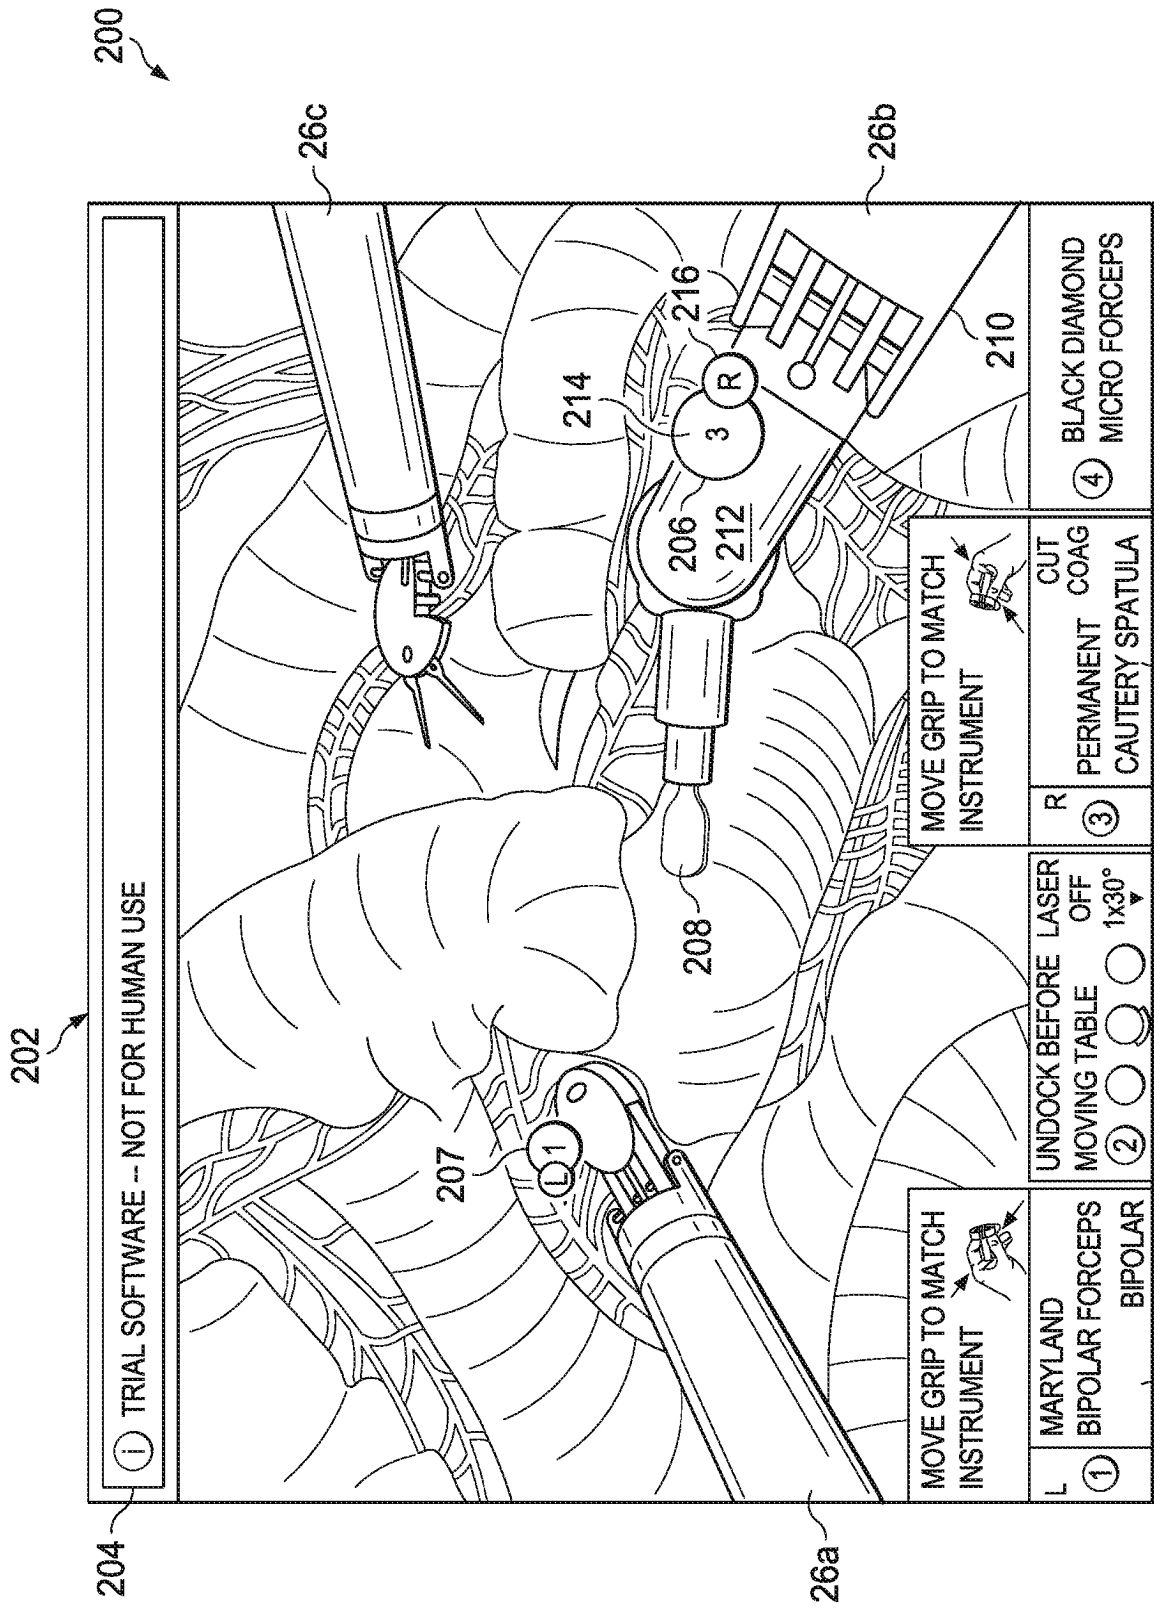 200
202
204
ⓘ TRIAL SOFTWARE -- NOT FOR HUMAN USE
26c
207
L 1
214
216
3 R
206
212
208
26b
210
26a
MOVE GRIP TO MATCH
INSTRUMENT
L
① MARYLAND
BIPOLAR FORCEPS
BIPOLAR
UNDOCK BEFORE
MOVING TABLE
②
LASER
OFF
1x30°
MOVE GRIP TO MATCH
INSTRUMENT
R
③ PERMANENT
CAUTERY SPATULA
CUT
COAG
④ BLACK DIAMOND
MICRO FORCEPS